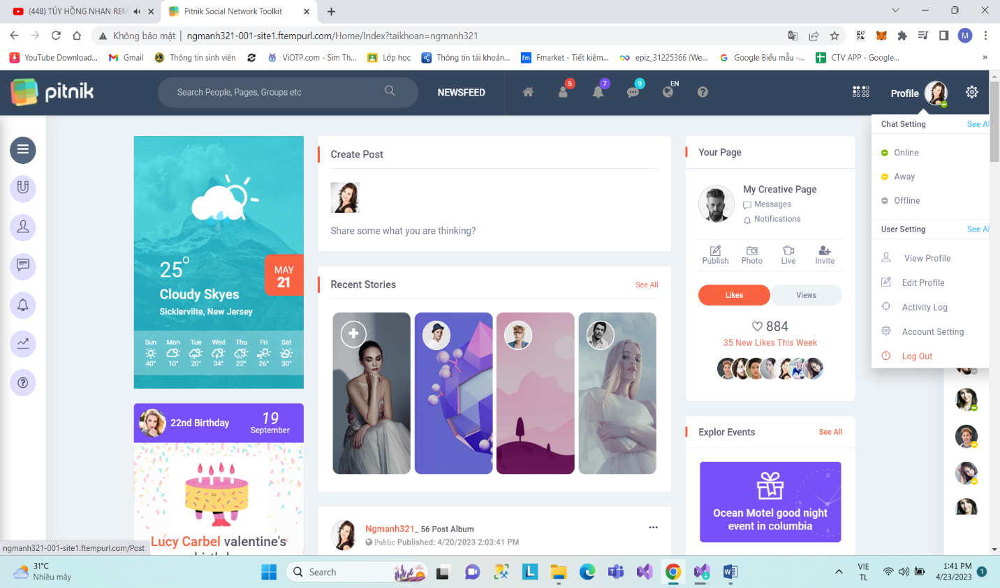 (448) TÚY HỒNG NHAN REM
Pitnik Social Network Toolkit
Không bảo mật
ngmanh321-001-site1.ftempurl.com/Home/Index?taikhoan=ngmanh321
M
YouTube Download...
Gmail
Thông tin sinh viên
ViOTP.com - Sim Th...
Lớp học
Thông tin tài khoản...
fm
Fmarket - Tiết kiệm...
epiz_31225366 (We...
Google Biểu mẫu -...
CTV APP - Google...
»
pitnik
Search People, Pages, Groups etc
NEWSFEED
5
7
9
EN
Profile
Chat Setting
See Al
Online
Away
Offline
User Setting
See Al
View Profile
Edit Profile
Activity Log
Account Setting
Log Out
25°
MAY
21
Cloudy Skyes
Sicklervilte, New Jersey
Sun Mon Tue Wed Thu Fri Sat
40° 10° 20° 34° 22° 26° 30°
22nd Birthday
19
September
Lucy Carbel valentine's
birthday
Create Post
Share some what you are thinking?
Recent Stories
See All
Ngmanh321_ 56 Post Album
Public Published: 4/20/2023 2:03:41 PM
Your Page
My Creative Page
Messages
Notifications
Publish Photo Live Invite
Likes
Views
884
35 New Likes This Week
Explor Events
See All
Ocean Motel good night
event in columbia
ngmanh321-001-site1.ftempurl.com/Post
31°C
Nhiều mây
Search
VIE
TL
1:41 PM
4/23/2023
1